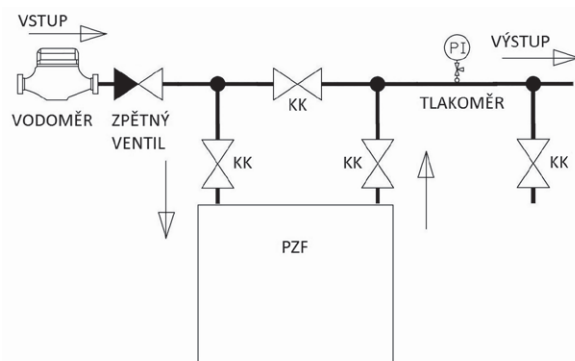 VSTUP
VODOMĚR
ZPĚTNÝ
VENTIL
KK
PI
TLAKOMĚR
VÝSTUP
KK
KK
KK
PZF